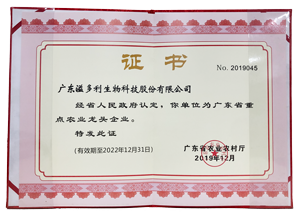 证书
No. 2019045
广东溢多利生物科技股份有限公司
经省人民政府认定，你单位为广东省重
点农业龙头企业。
特发此证
（有效期至2022年12月31日）
广东省农业农村厅
2019年12月